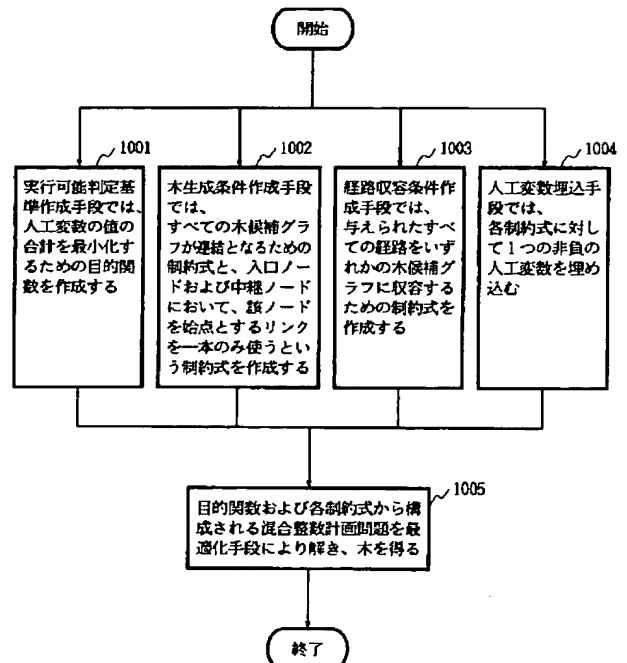 開始
1001
実行可能判定基
準作成手段では、
人工変数の値の
合計を最小化す
るための目的関
数を作成する
1002
木生成条件作成手段
では、
すべての木候補グラ
フが連結となるための
制約式と、入口ノー
ドおよび中継ノード
において、該ノード
を始点とするリンク
を一本のみ使うとい
う制約式を作成する
1003
経路収容条件作
成手段では、
与えられたすべ
ての経路をいず
れかの木候補グ
ラフに収容する
ための制約式を
作成する
1004
人工変数埋込手
段では、
各制約式に対し
て1つの非負の
人工変数を埋め
込む
1005
目的関数および各制約式から構
成される混合整数計画問題を最
適化手段により解き、木を得る
終了